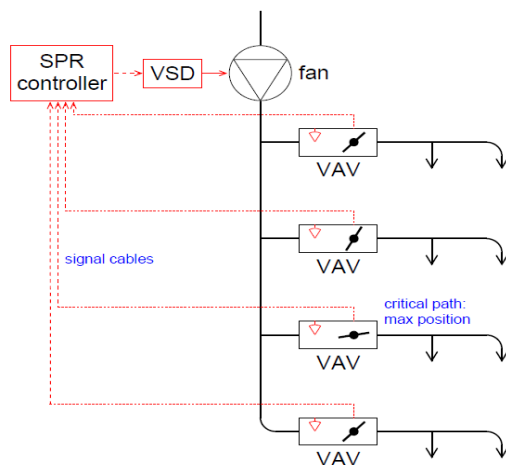 SPR
controller
VSD
fan
VAV
VAV
signal cables
critical path:
max position
VAV
VAV